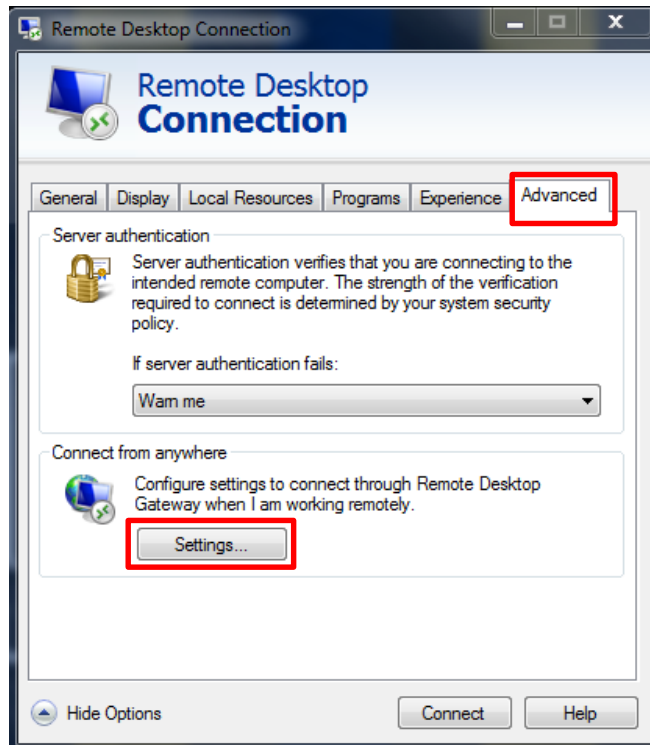 Remote Desktop Connection
Remote Desktop
Connection
General Display Local Resources Programs Experience Advanced
Server authentication
Server authentication verifies that you are connecting to the
intended remote computer. The strength of the verification
required to connect is determined by your system security
policy.
If server authentication fails:
Warn me
Connect from anywhere
Configure settings to connect through Remote Desktop
Gateway when I am working remotely.
Settings...
Hide Options Connect Help